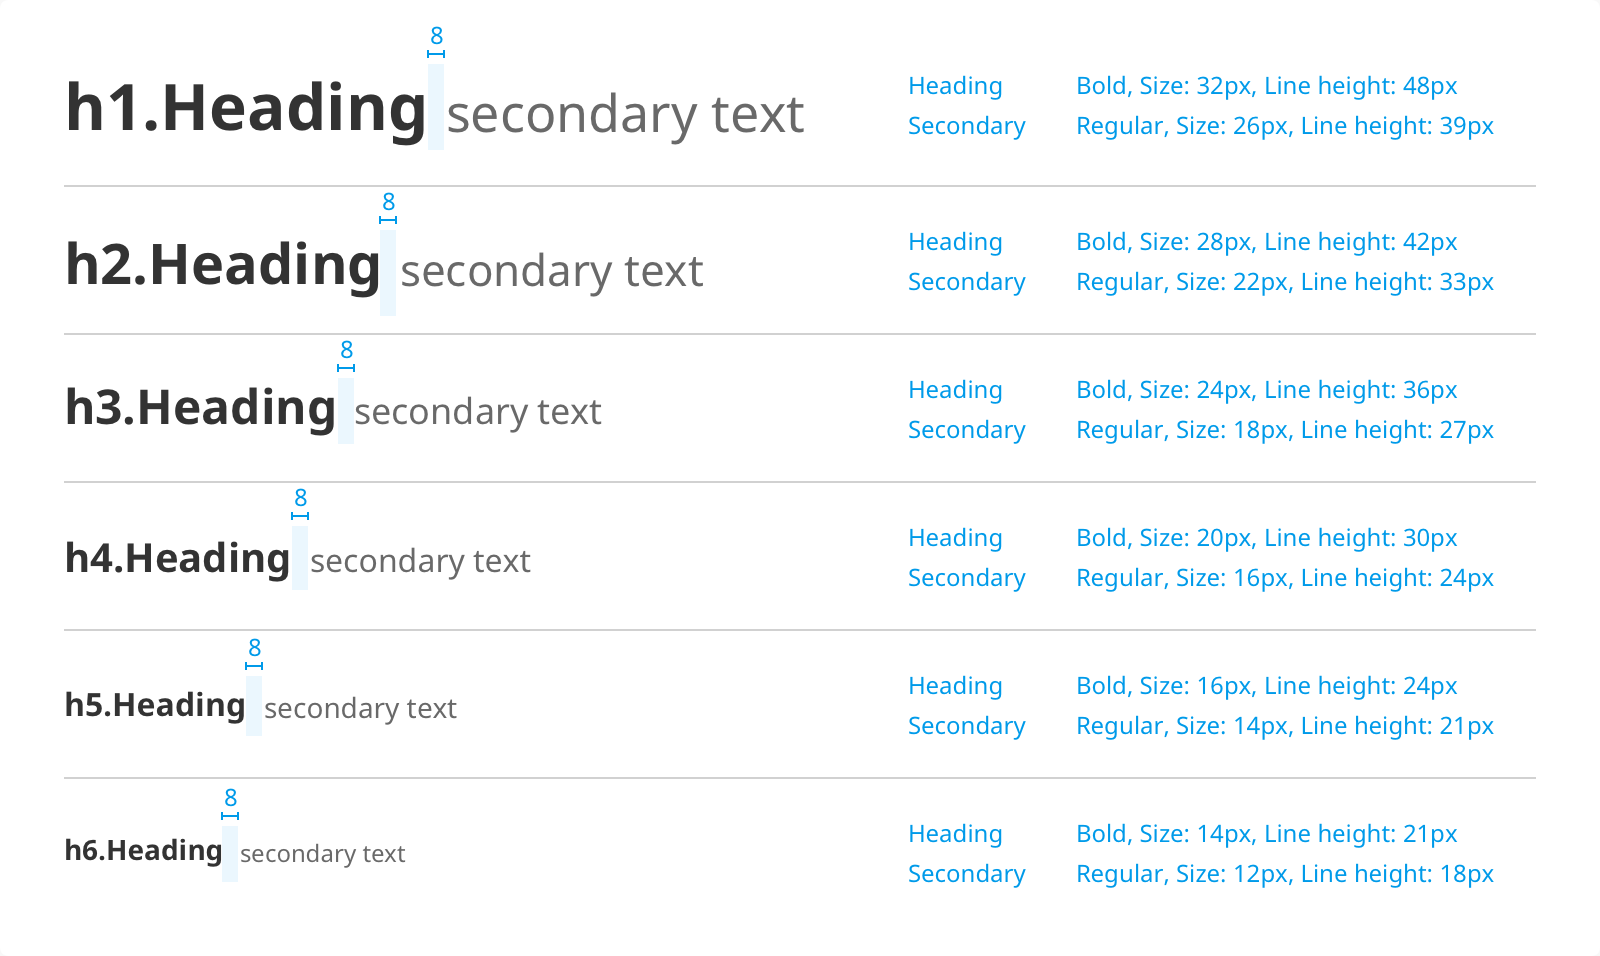 8
h1.Heading secondary text
Heading Bold, Size: 32px, Line height: 48px
Secondary Regular, Size: 26px, Line height: 39px
8
h2.Heading secondary text
Heading Bold, Size: 28px, Line height: 42px
Secondary Regular, Size: 22px, Line height: 33px
8
h3.Heading secondary text
Heading Bold, Size: 24px, Line height: 36px
Secondary Regular, Size: 18px, Line height: 27px
8
h4.Heading secondary text
Heading Bold, Size: 20px, Line height: 30px
Secondary Regular, Size: 16px, Line height: 24px
8
h5.Heading secondary text
Heading Bold, Size: 16px, Line height: 24px
Secondary Regular, Size: 14px, Line height: 21px
8
h6.Heading secondary text
Heading Bold, Size: 14px, Line height: 21px
Secondary Regular, Size: 12px, Line height: 18px